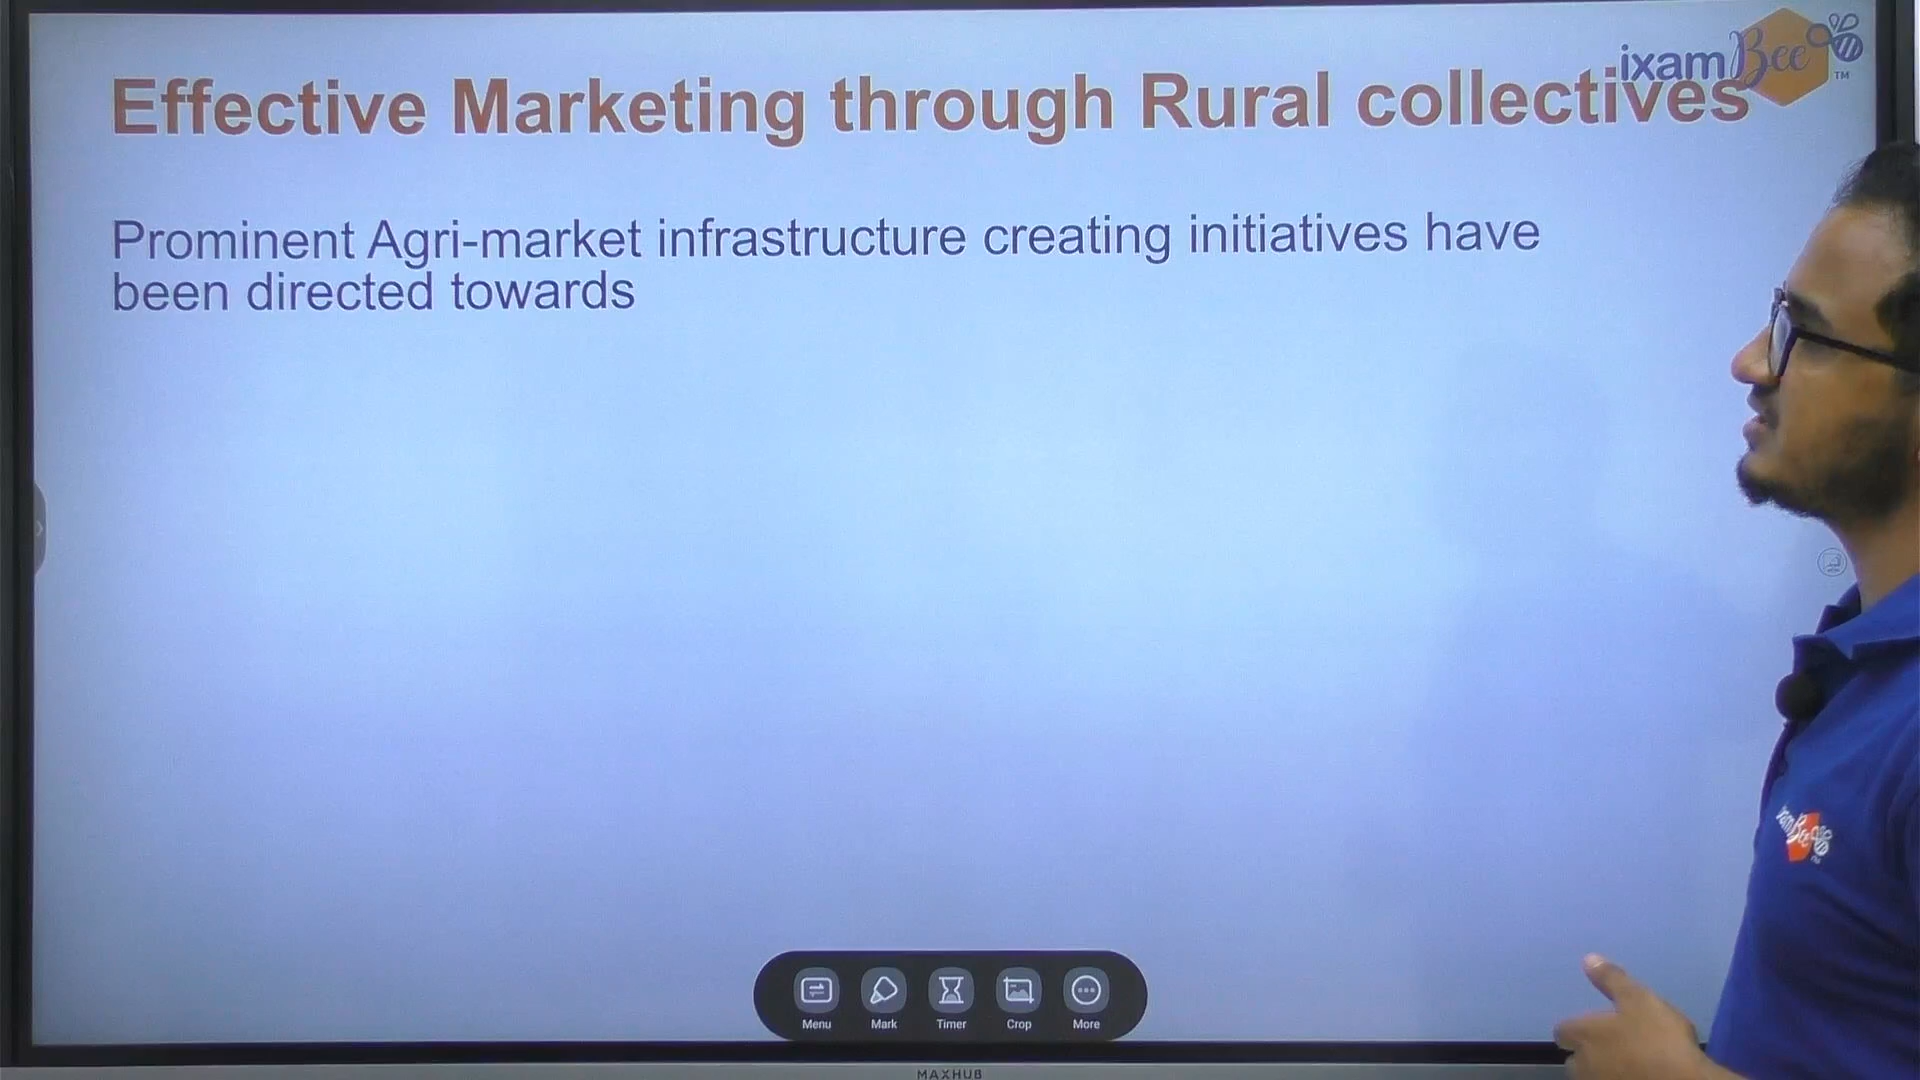 ixamBee TM
Effective Marketing through Rural collectives
Prominent Agri-market infrastructure creating initiatives have
been directed towards
Menu Mark Timer Crop More
MAXHUB